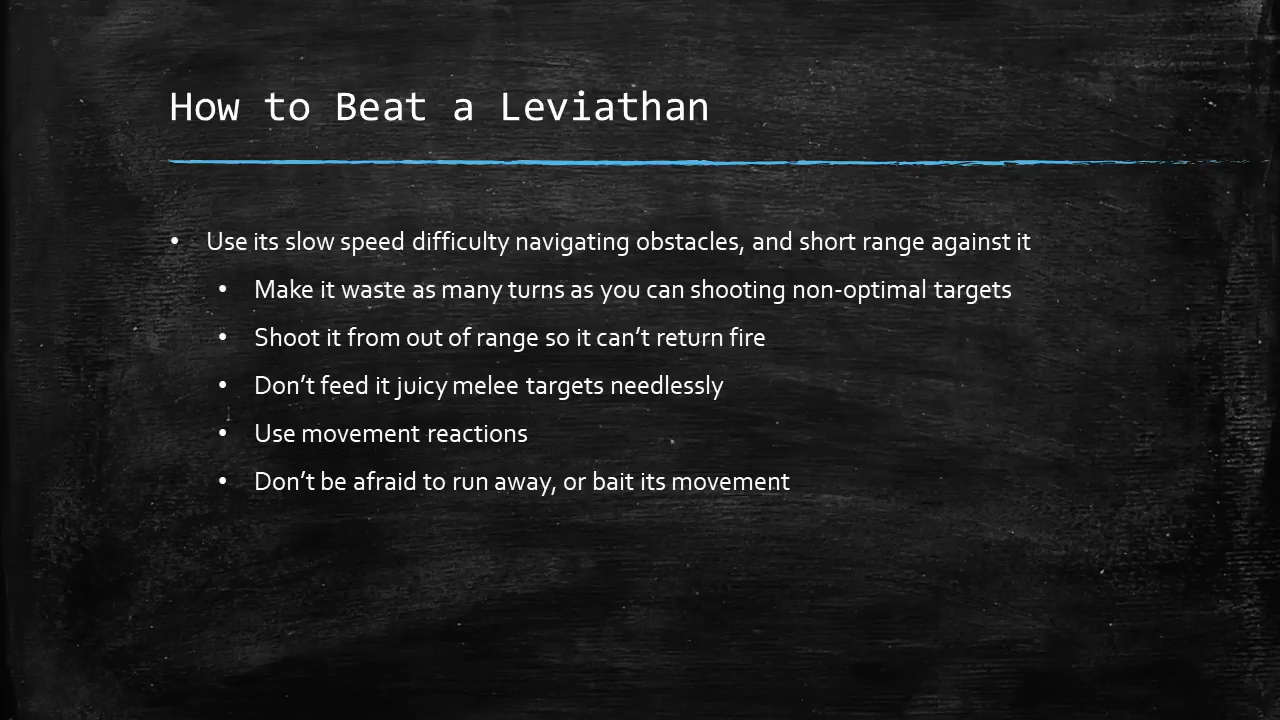 How to Beat a Leviathan
• Use its slow speed difficulty navigating obstacles, and short range against it
• Make it waste as many turns as you can shooting non-optimal targets
• Shoot it from out of range so it can’t return fire
• Don’t feed it juicy melee targets needlessly
• Use movement reactions
• Don’t be afraid to run away, or bait its movement